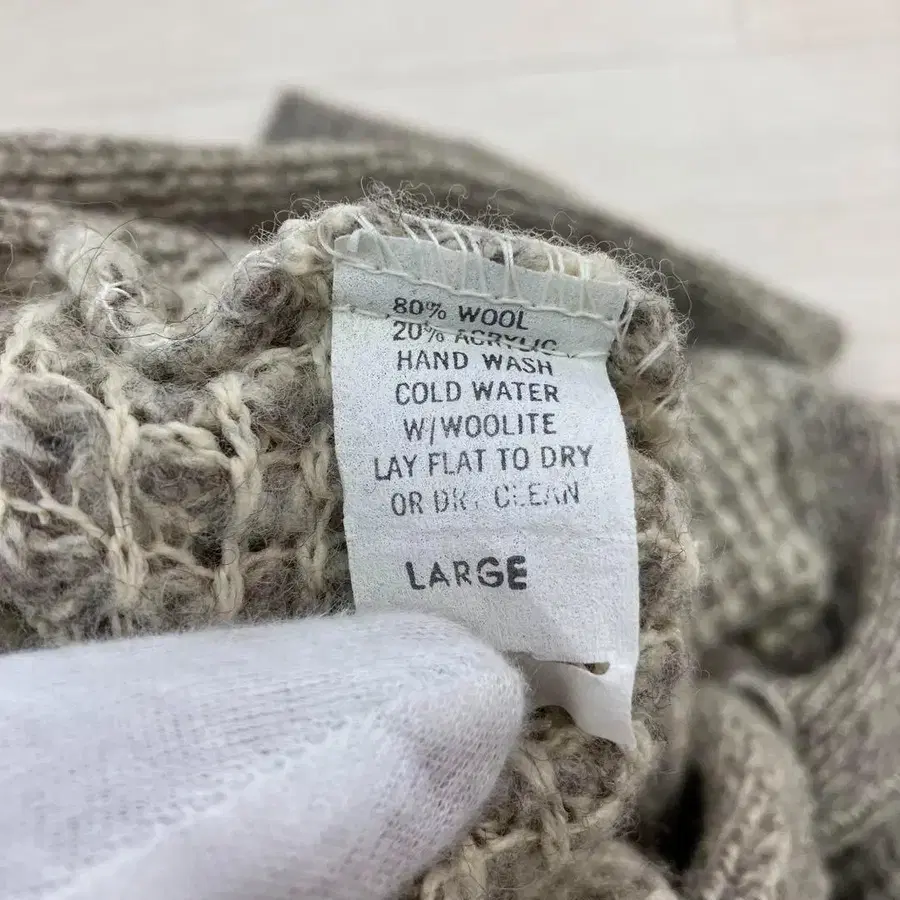 80% WOOL
20% ACRYLIC
HAND WASH
COLD WATER
W/WOOLITE
LAY FLAT TO DRY
OR DRY CLEAN
LARGE